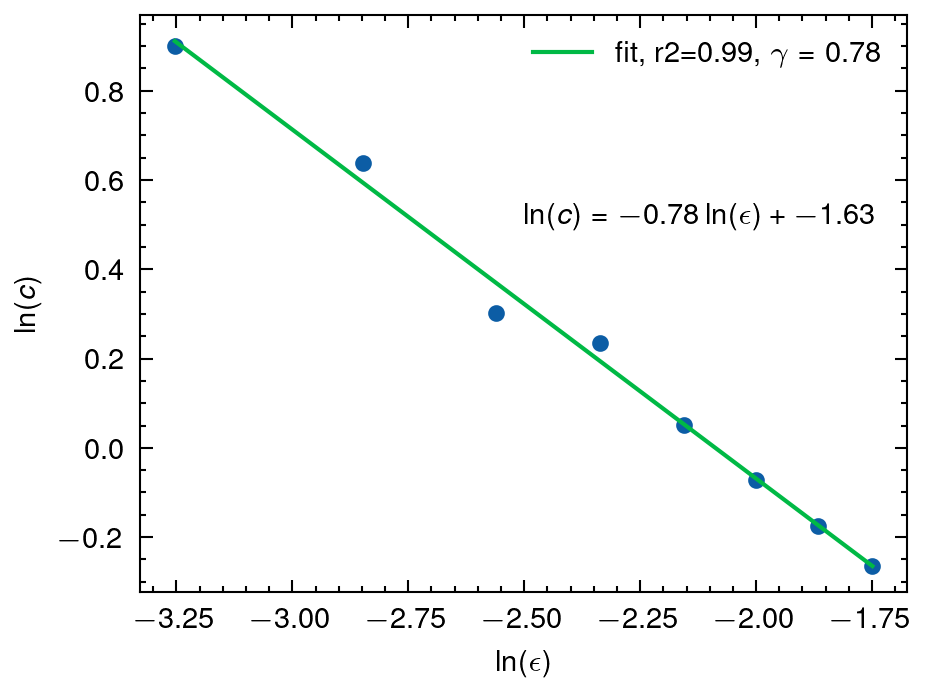 fit, r2=0.99, γ = 0.78
ln(c) = −0.78 ln(ϵ) + −1.63
ln(c)
0.8
0.6
0.4
0.2
0.0
−0.2
−3.25 −3.00 −2.75 −2.50 −2.25 −2.00 −1.75
ln(ϵ)